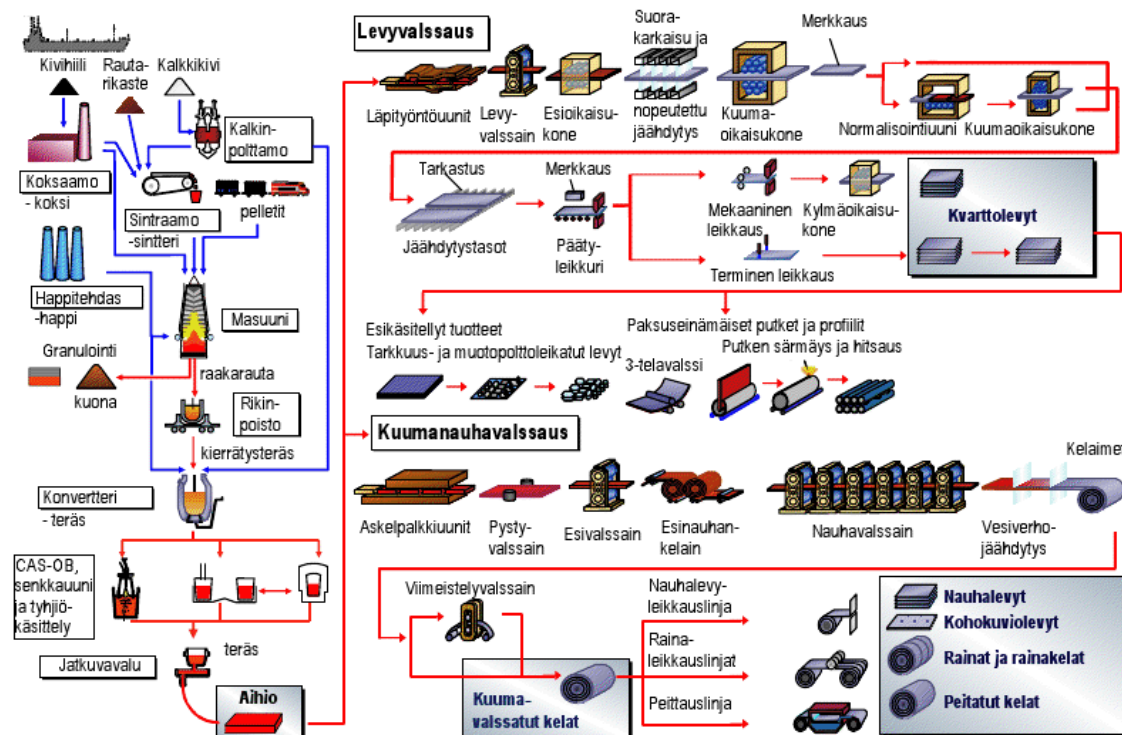 Kivihiili
Rauta-
rikaste
Kalkkikivi
Kalkin-
polttamo
Koksaamo
- koksi
Sintraamo
-sintteri
pelletit
Happitehdas
-happi
Masuuni
Granulointi
kuona
raakarauta
Rikin-
poisto
kierrätysteräs
Konvertteri
- teräs
CAS-OB,
senkkauuni
ja tyhjiö-
käsittely
Jatkuvavalu
teräs
Aihio
Levyvalssaus
Läpityöntöuunit
Levy-
valssain
Esioikaisu-
kone
Suora-
karkaisu ja
nopeutettu
jäähdytys
Kuuma-
oikaisukone
Merkkaus
Normalisointiuuni
Kuumaoikaisukone
Tarkastus
Jäähdytystasot
Merkkaus
Pääty-
leikkuri
Mekaaninen
leikkaus
Kylmäoikaisu-
kone
Terminen leikkaus
Kvarttolevyt
Esikäsitellyt tuotteet
Tarkkuus- ja muotopolttoleikatut levyt
Paksuseinämäiset putket ja profiilit
Putken särmäys ja hitsaus
3-telavalssi
Kuumanauhavalssaus
Askelpalkkiuunit
Pysty-
valssain
Esivalssain
Esinauhan-
kelain
Nauhavalssain
Vesiverho-
jäähdytys
Kelaimet
Viimeistelyvalssain
Kuuma-
valssatut kelat
Nauhalevy-
leikkauslinja
Raina-
leikkauslinjat
Peittauslinja
Nauhalevyt
Kohokuviolevyt
Rainat ja rainakelat
Peitatut kelat